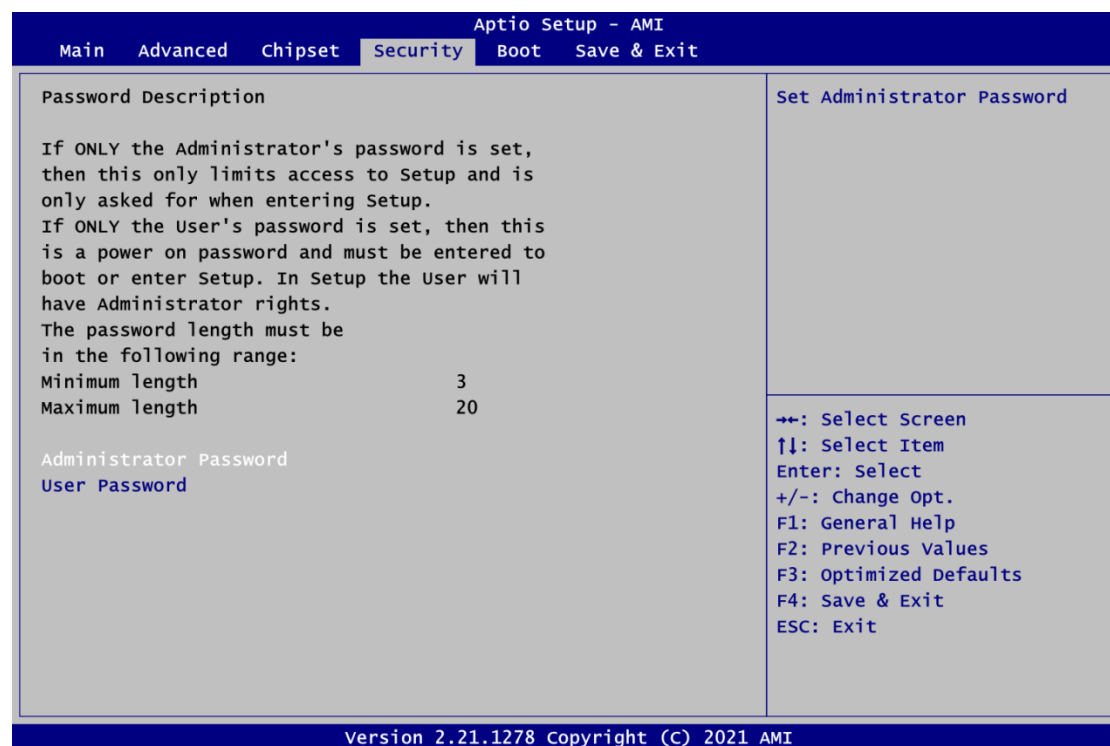 Aptio Setup - AMI
Main Advanced Chipset Security Boot Save & Exit
Password Description
If ONLY the Administrator's password is set,
then this only limits access to Setup and is
only asked for when entering Setup.
If ONLY the User's password is set, then this
is a power on password and must be entered to
boot or enter Setup. In Setup the User will
have Administrator rights.
The password length must be
in the following range:
Minimum length 3
Maximum length 20
Administrator Password
User Password
Set Administrator Password
→←: Select Screen
↑↓: Select Item
Enter: Select
+/-: Change Opt.
F1: General Help
F2: Previous Values
F3: Optimized Defaults
F4: Save & Exit
ESC: Exit
Version 2.21.1278 Copyright (C) 2021 AMI